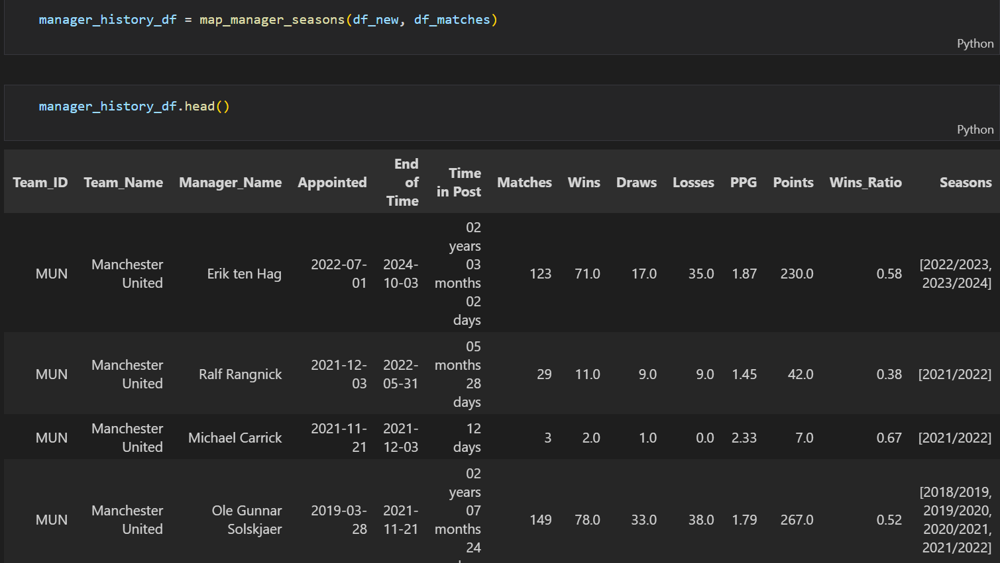 manager_history_df = map_manager_seasons(df_new, df_matches)
Python
manager_history_df.head()
Python
Team_ID Team_Name Manager_Name Appointed End of Time Time in Post Matches Wins Draws Losses PPG Points Wins_Ratio Seasons
MUN Manchester United Erik ten Hag 2022-07-01 2024-10-03 02 years 03 months 02 days 123 71.0 17.0 35.0 1.87 230.0 0.58 [2022/2023, 2023/2024]
MUN Manchester United Ralf Rangnick 2021-12-03 2022-05-31 05 months 28 days 29 11.0 9.0 9.0 1.45 42.0 0.38 [2021/2022]
MUN Manchester United Michael Carrick 2021-11-21 2021-12-03 12 days 3 2.0 1.0 0.0 2.33 7.0 0.67 [2021/2022]
MUN Manchester United Ole Gunnar Solskjaer 2019-03-28 2021-11-21 02 years 07 months 24 149 78.0 33.0 38.0 1.79 267.0 0.52 [2018/2019, 2019/2020, 2020/2021, 2021/2022]